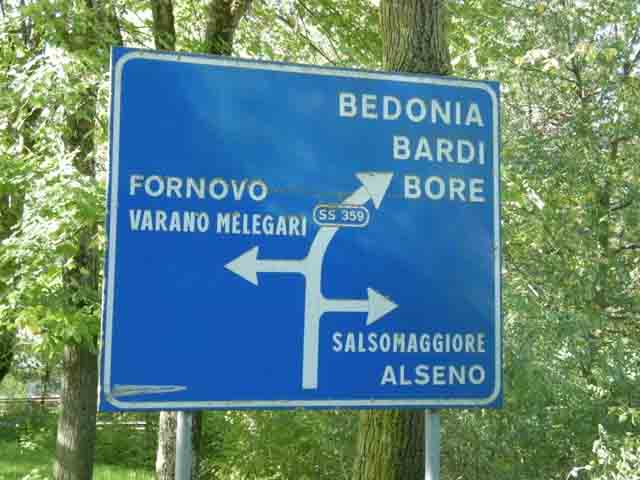 BEDONIA
BARDI
BORE
FORNOVO
VARANO MELEGARI
SS 359
SALSOMAGGIORE
ALSENO